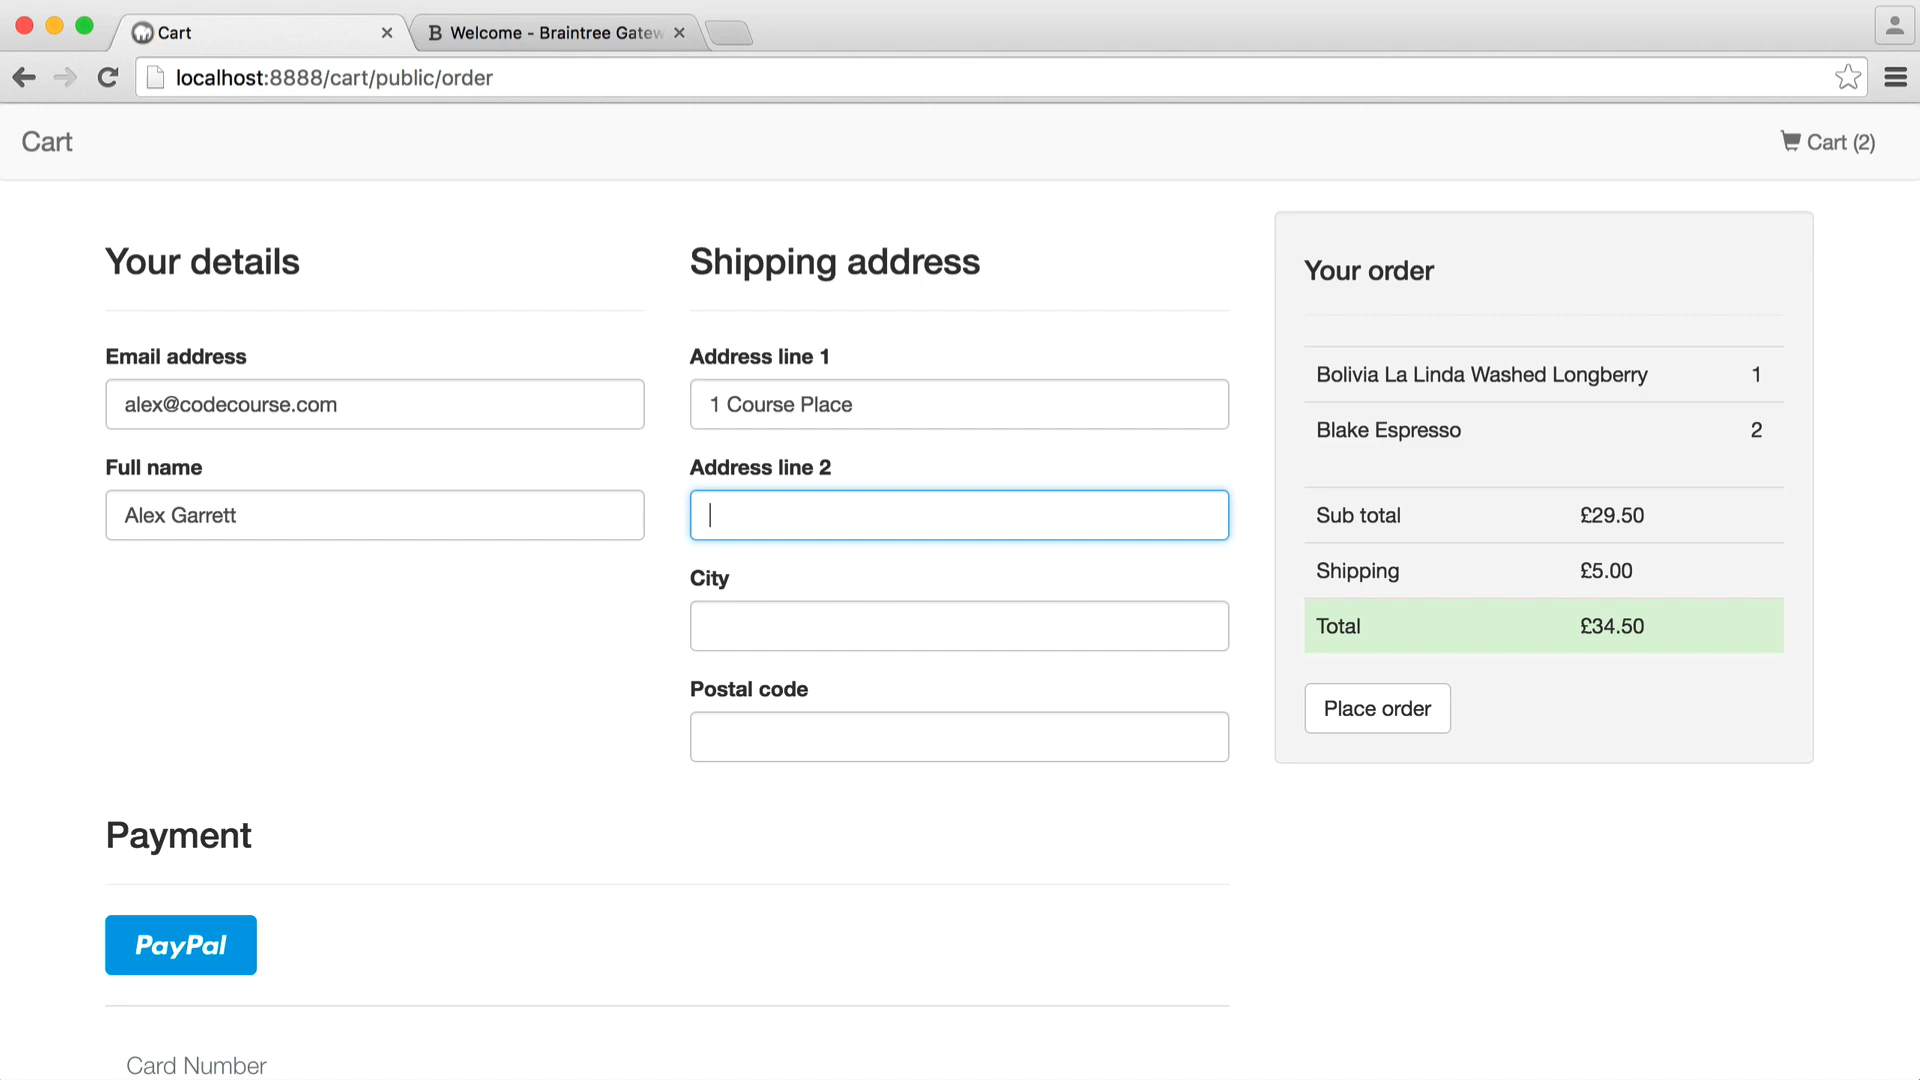 Cart
Welcome - Braintree Gatew
localhost:8888/cart/public/order
Cart
Cart (2)
Your details
Email address
alex@codecourse.com
Full name
Alex Garrett
Shipping address
Address line 1
1 Course Place
Address line 2
City
Postal code
Your order
Bolivia La Linda Washed Longberry 1
Blake Espresso 2
Sub total £29.50
Shipping £5.00
Total £34.50
Place order
Payment
PayPal
Card Number